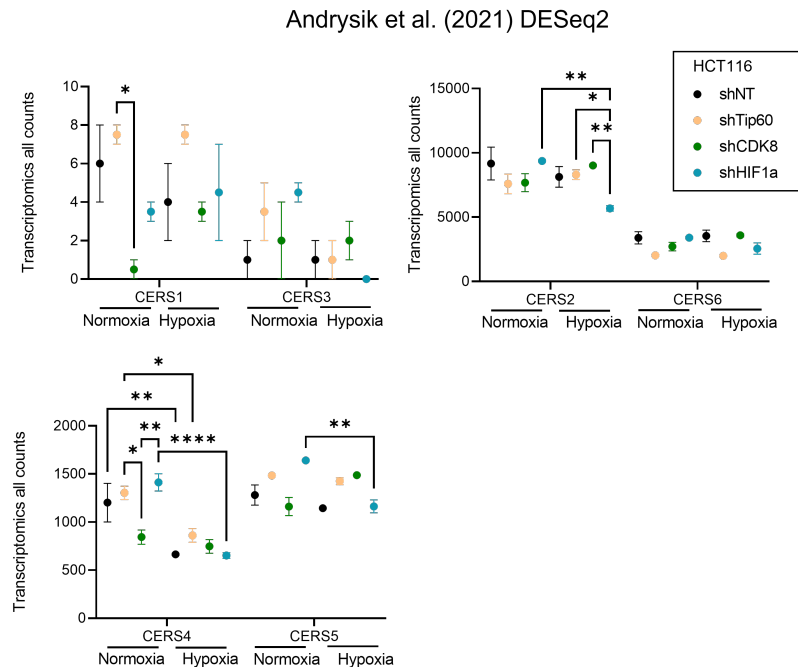 Andrysik et al. (2021) DESeq2
Transcriptomics all counts
10
8
6
4
2
0
*
CERS1
CERS3
Normoxia
Hypoxia
Normoxia
Hypoxia
Transcriptomics all counts
15000
10000
5000
0
**
*
**
CERS2
CERS6
Normoxia
Hypoxia
Normoxia
Hypoxia
HCT116
shNT
shTip60
shCDK8
shHIF1a
Transcriptomics all counts
2000
1500
1000
500
0
*
**
**
*
****
**
CERS4
CERS5
Normoxia
Hypoxia
Normoxia
Hypoxia